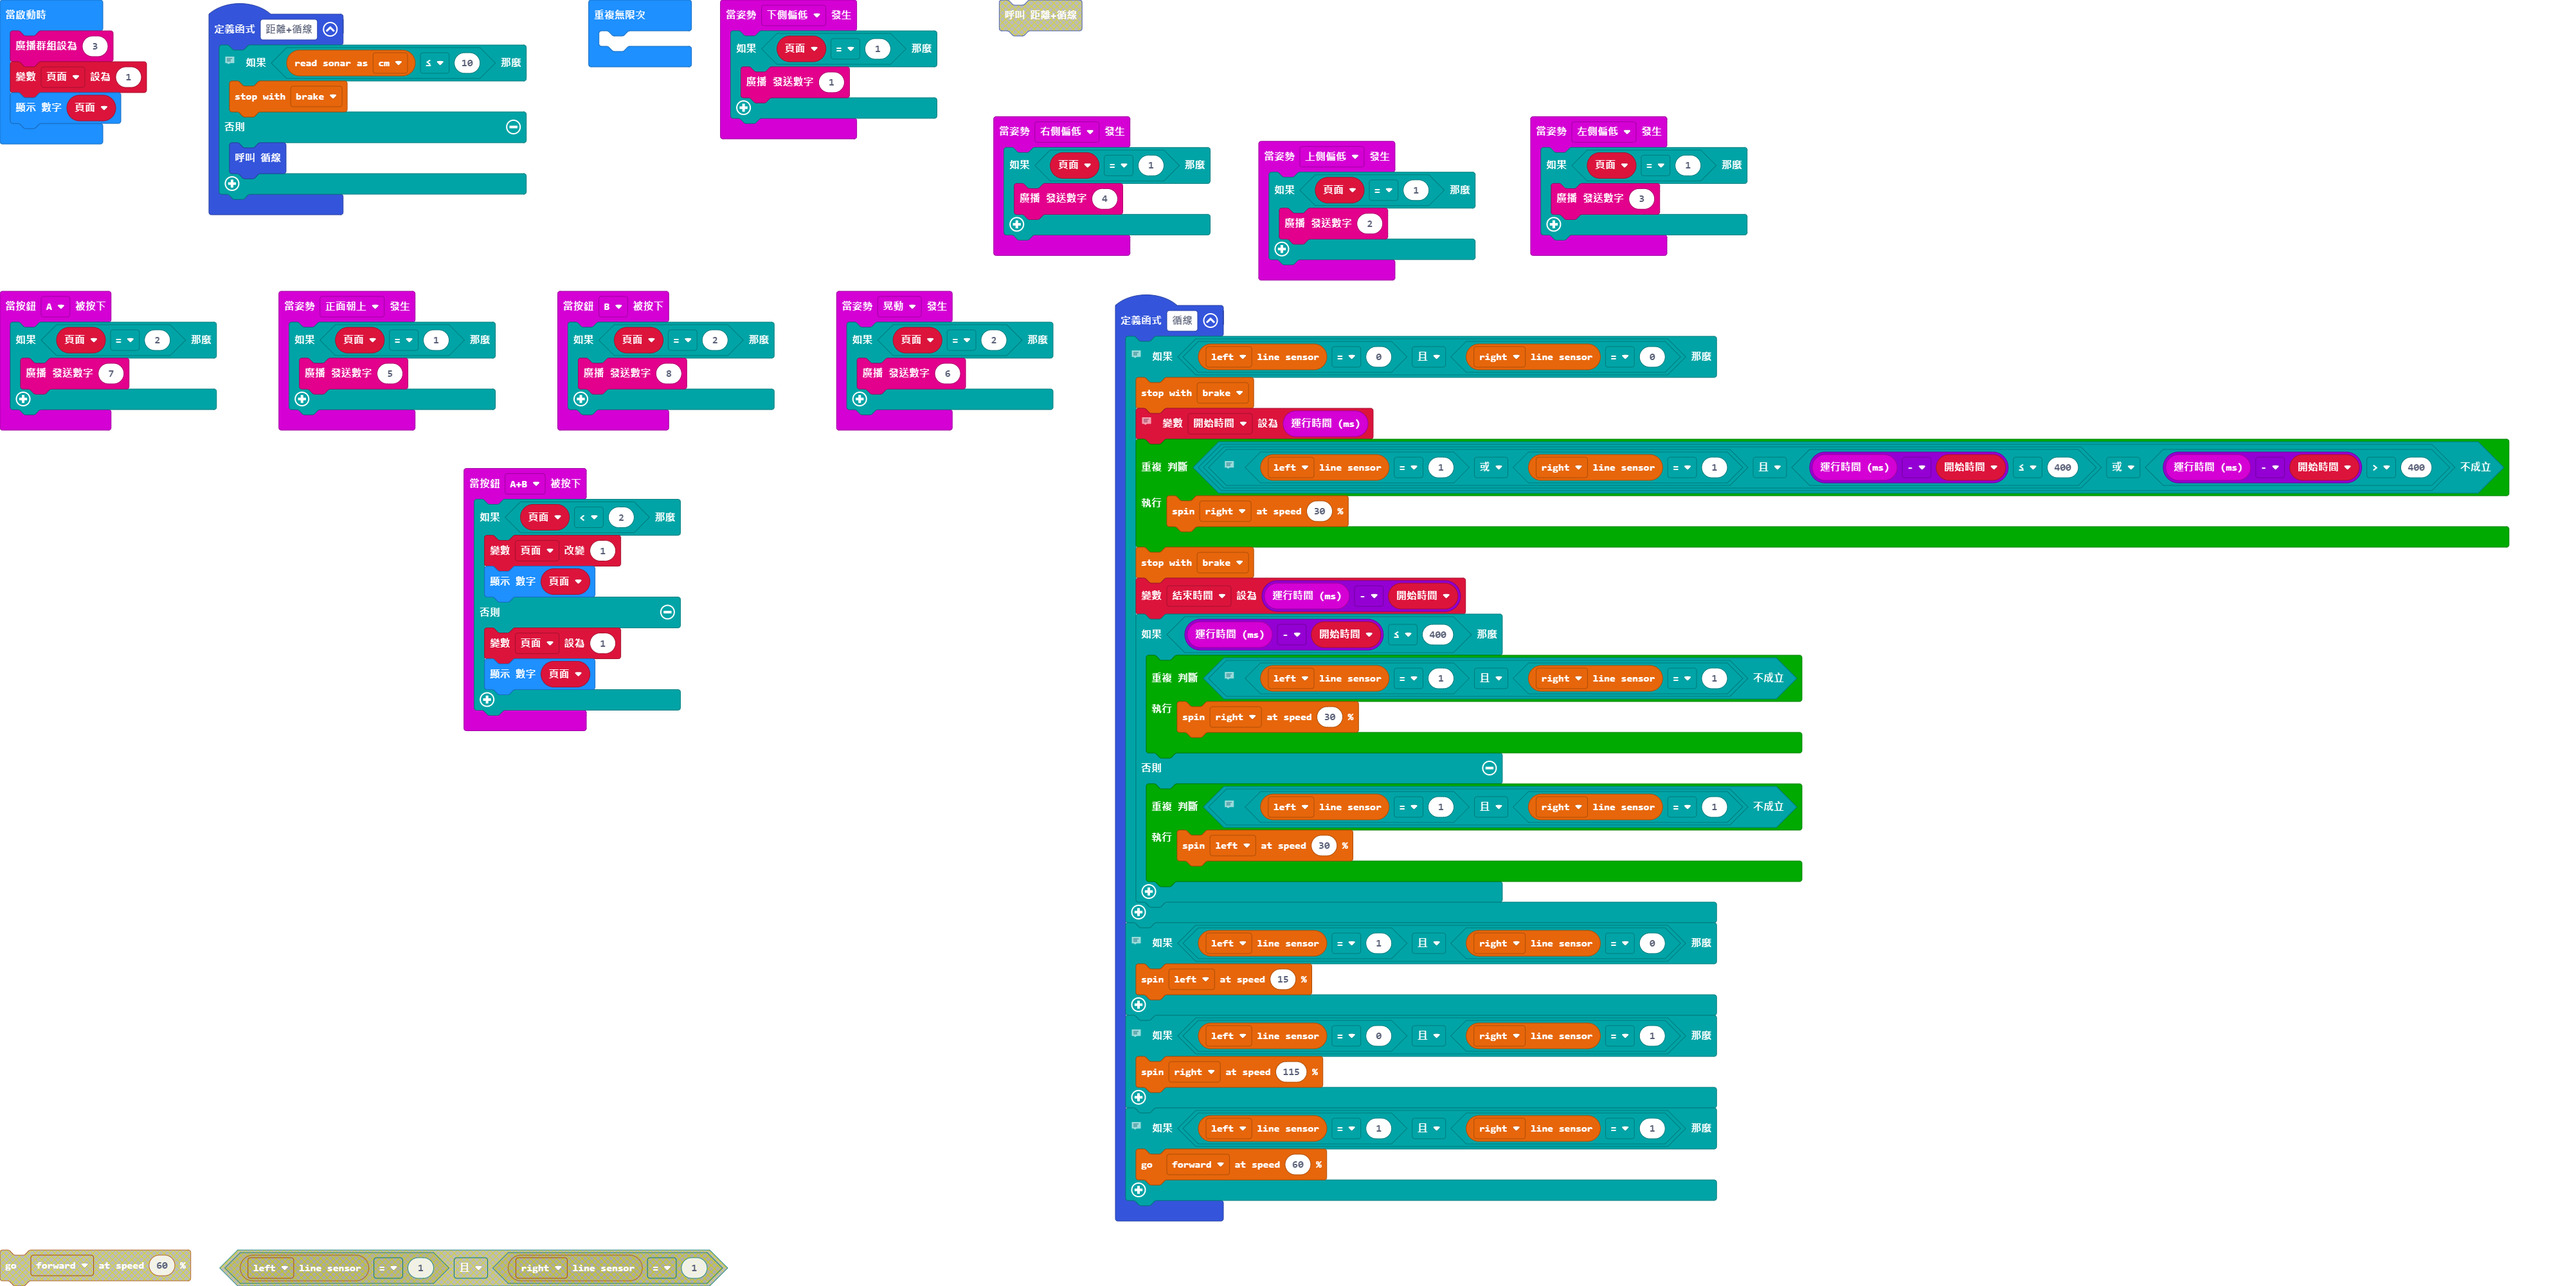 當啟動時
廣播群組設為 3
變數 頁面 設為 1
顯示 數字 頁面
定義函式 距離+循線
如果 read sonar as cm ≤ 10 那麼
stop with brake
否則
呼叫 循線
重複無限次
當姿勢 下側偏低 發生
如果 頁面 = 1 那麼
廣播 發送數字 1
呼叫 距離+循線
當姿勢 右側偏低 發生
如果 頁面 = 1 那麼
廣播 發送數字 4
當姿勢 上側偏低 發生
如果 頁面 = 1 那麼
廣播 發送數字 2
當姿勢 左側偏低 發生
如果 頁面 = 1 那麼
廣播 發送數字 3
當按鈕 A 被按下
如果 頁面 = 2 那麼
廣播 發送數字 7
當姿勢 正面朝上 發生
如果 頁面 = 1 那麼
廣播 發送數字 5
當按鈕 B 被按下
如果 頁面 = 2 那麼
廣播 發送數字 8
當姿勢 晃動 發生
如果 頁面 = 2 那麼
廣播 發送數字 6
當按鈕 A+B 被按下
如果 頁面 < 2 那麼
變數 頁面 改變 1
顯示 數字 頁面
否則
變數 頁面 設為 1
顯示 數字 頁面
定義函式 循線
如果 left line sensor = 0 且 right line sensor = 0 那麼
stop with brake
變數 開始時間 設為 運行時間 (ms)
重複 判斷 left line sensor = 1 或 right line sensor = 1 且 運行時間 (ms) - 開始時間 ≤ 400 或 運行時間 (ms) - 開始時間 > 400 不成立
執行 spin right at speed 30 %
stop with brake
變數 結束時間 設為 運行時間 (ms) - 開始時間
如果 運行時間 (ms) - 開始時間 ≤ 400 那麼
重複 判斷 left line sensor = 1 且 right line sensor = 1 不成立
執行 spin right at speed 30 %
否則
重複 判斷 left line sensor = 1 且 right line sensor = 1 不成立
執行 spin left at speed 30 %
如果 left line sensor = 1 且 right line sensor = 0 那麼
spin left at speed 15 %
如果 left line sensor = 0 且 right line sensor = 1 那麼
spin right at speed 115 %
如果 left line sensor = 1 且 right line sensor = 1 那麼
go forward at speed 60 %
go forward at speed 60 %
left line sensor = 1 且 right line sensor = 1